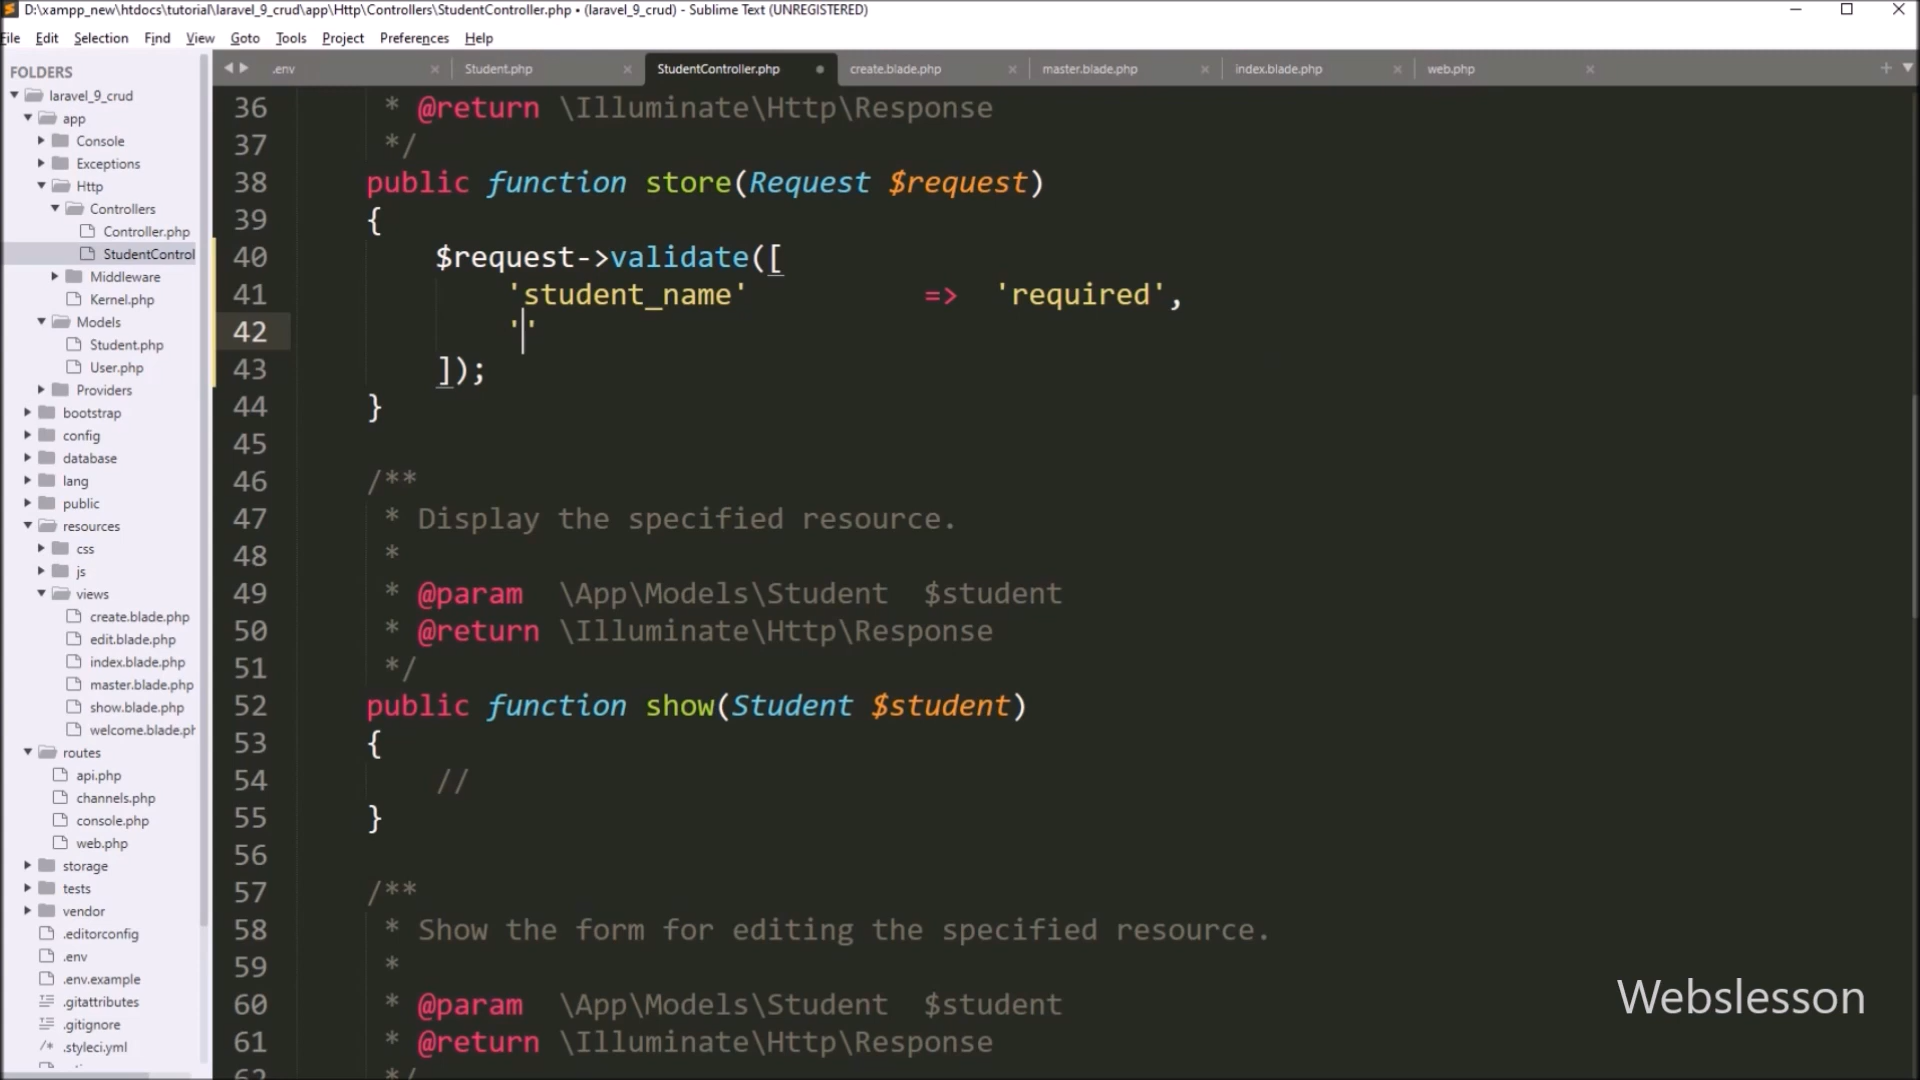 D:\xampp_new\htdocs\tutorial\laravel_9_crud\app\Http\Controllers\StudentController.php • (laravel_9_crud) - Sublime Text (UNREGISTERED)
File Edit Selection Find View Goto Tools Project Preferences Help
.env Student.php StudentController.php create.blade.php master.blade.php index.blade.php web.php
FOLDERS
laravel_9_crud
app
Console
Exceptions
Http
Controllers
Controller.php
StudentControl
Middleware
Kernel.php
Models
Student.php
User.php
Providers
bootstrap
config
database
lang
public
resources
css
js
views
create.blade.php
edit.blade.php
index.blade.php
master.blade.php
show.blade.php
welcome.blade.ph
routes
api.php
channels.php
console.php
web.php
storage
tests
vendor
.editorconfig
.env
.env.example
.gitattributes
.gitignore
.styleci.yml
36 * @return \Illuminate\Http\Response
37 */
38 public function store(Request $request)
39 {
40 $request->validate([
41 'student_name' => 'required',
42 ''
43 ]);
44 }
45
46 /**
47 * Display the specified resource.
48 *
49 * @param \App\Models\Student $student
50 * @return \Illuminate\Http\Response
51 */
52 public function show(Student $student)
53 {
54 //
55 }
56
57 /**
58 * Show the form for editing the specified resource.
59 *
60 * @param \App\Models\Student $student
61 * @return \Illuminate\Http\Response
62 */
Webslesson